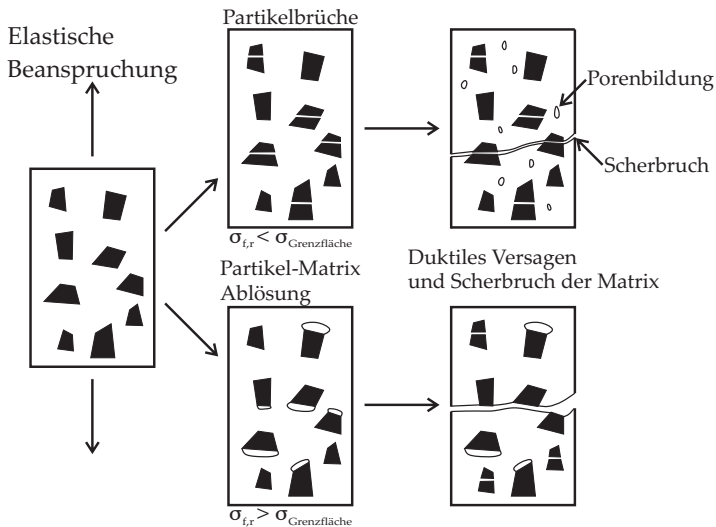 Partikelbrüche
Elastische
Beanspruchung
Porenbildung
Scherbruch
σf,r < σGrenzfläche
Partikel-Matrix
Ablösung
Duktiles Versagen
und Scherbruch der Matrix
σf,r > σGrenzfläche